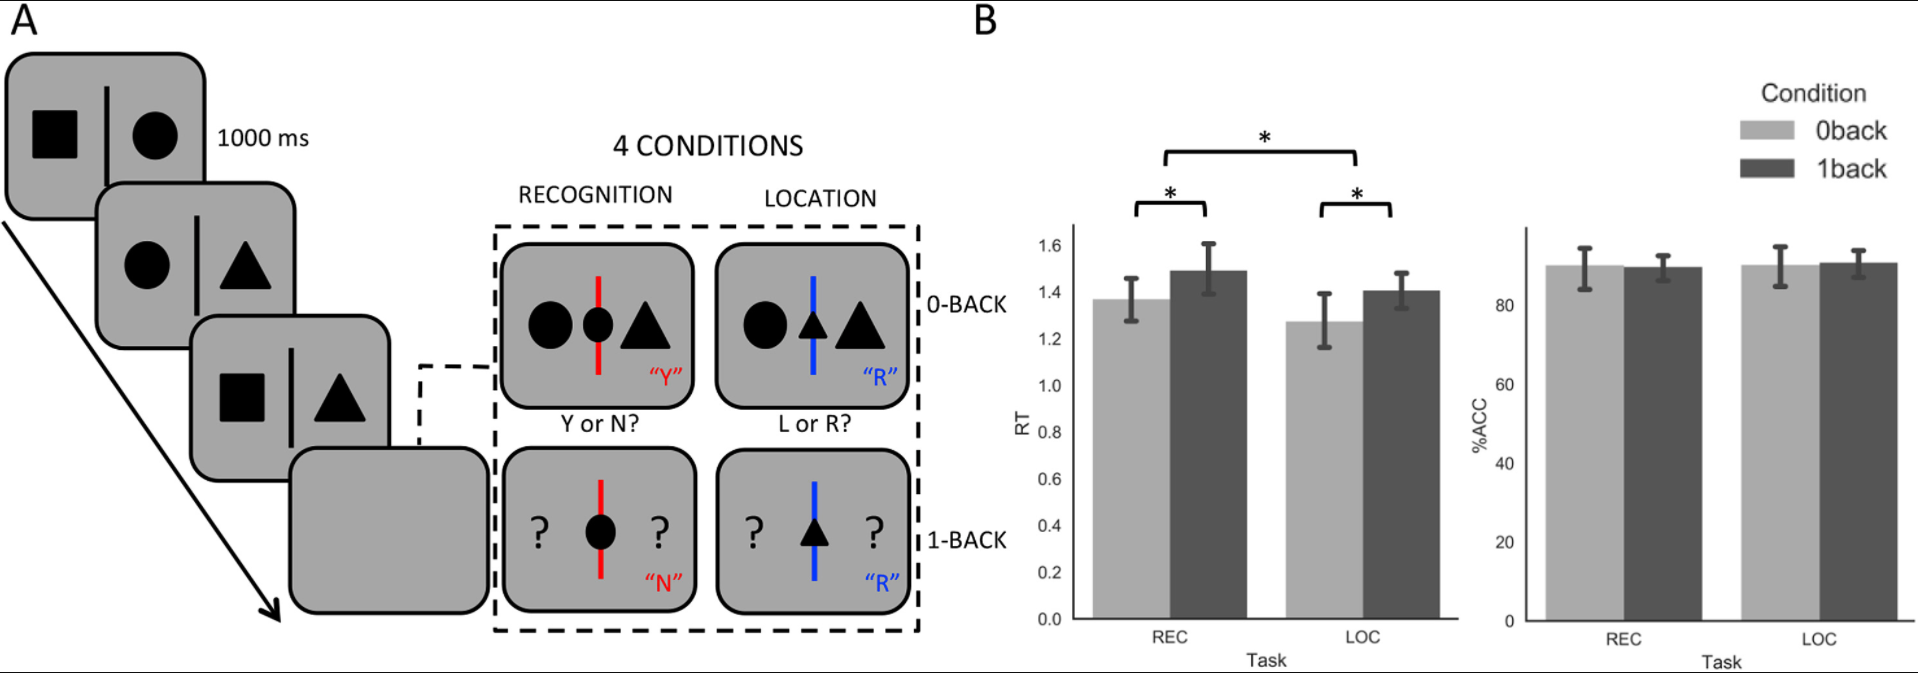 A
1000 ms
4 CONDITIONS
RECOGNITION
LOCATION
“Y”
“R”
0-BACK
Y or N?
L or R?
?
?
“N”
?
?
“R”
1-BACK
B
Condition
0back
1back
*
*
*
RT
1.6
1.4
1.2
1.0
0.8
0.6
0.4
0.2
0.0
REC
LOC
Task
%ACC
80
60
40
20
0
REC
LOC
Task